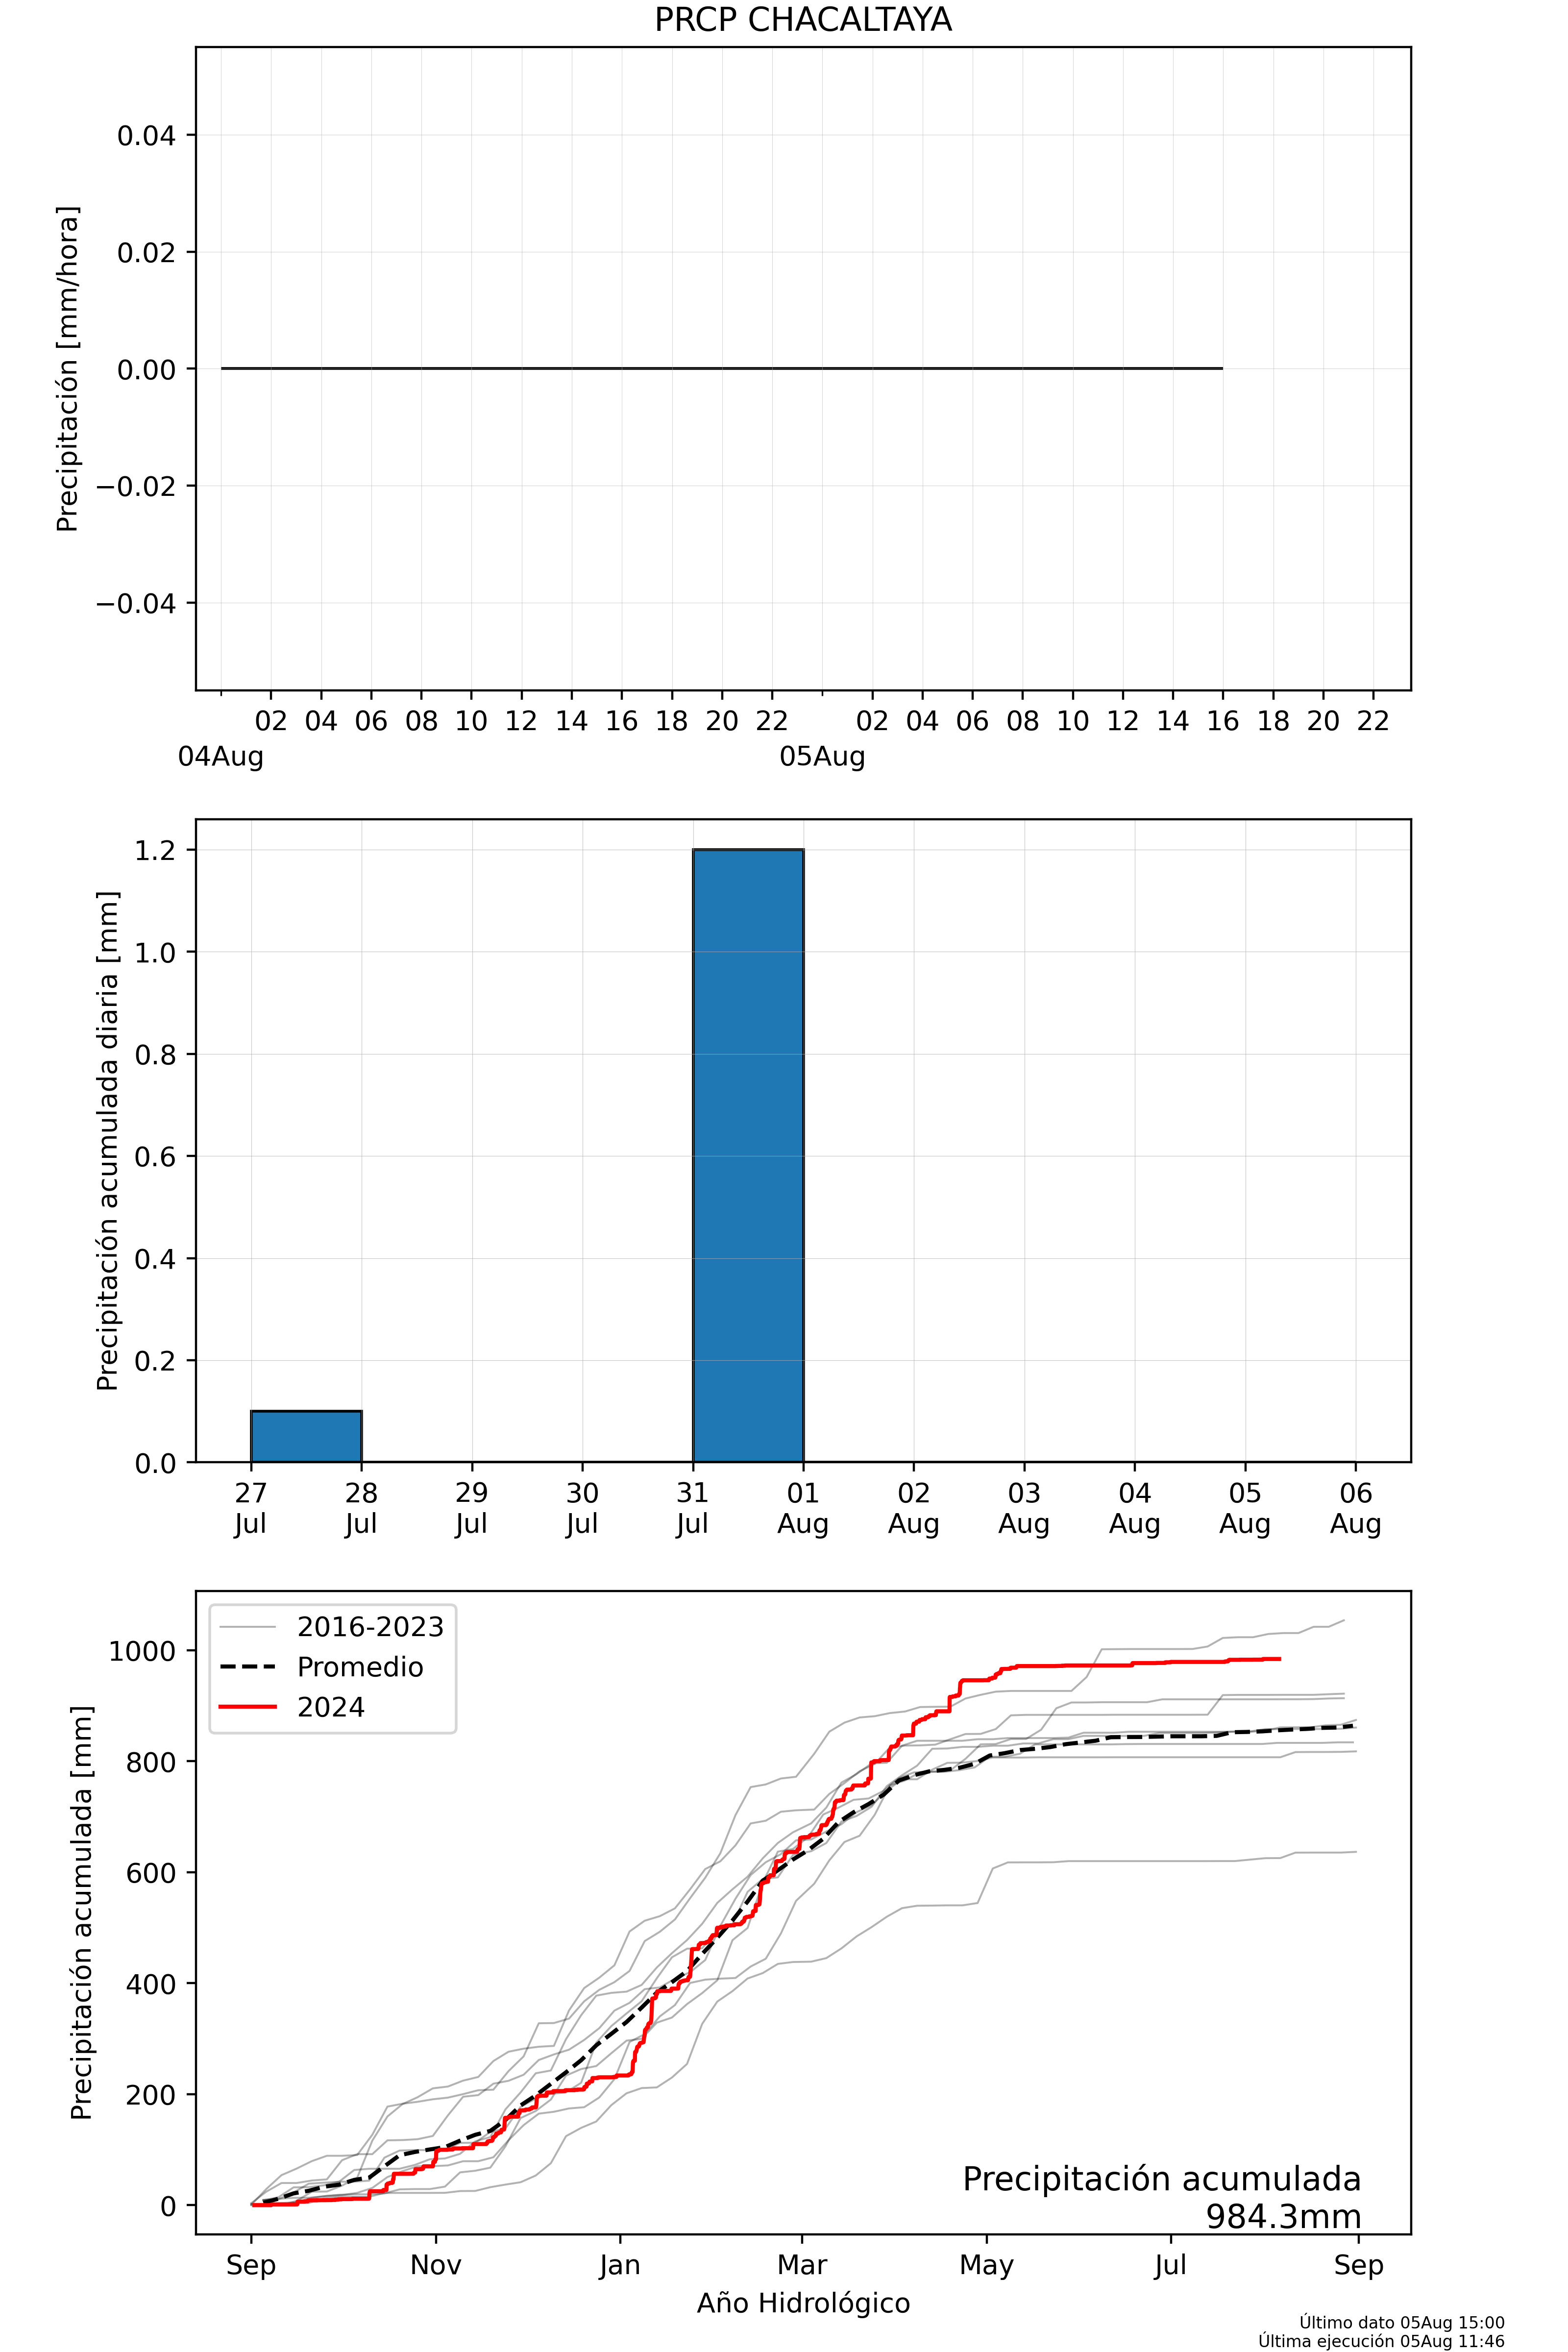 PRCP CHACALTAYA
Precipitación [mm/hora]
0.04
0.02
0.00
−0.02
−0.04
02 04 06 08 10 12 14 16 18 20 22 02 04 06 08 10 12 14 16 18 20 22
04Aug 05Aug
Precipitación acumulada diaria [mm]
1.2
1.0
0.8
0.6
0.4
0.2
0.0
27 28 29 30 31 01 02 03 04 05 06
Jul Jul Jul Jul Jul Aug Aug Aug Aug Aug Aug
Precipitación acumulada [mm]
1000
800
600
400
200
0
2016-2023
Promedio
2024
Precipitación acumulada
984.3mm
Sep Nov Jan Mar May Jul Sep
Año Hidrológico
Último dato 05Aug 15:00
Última ejecución 05Aug 11:46